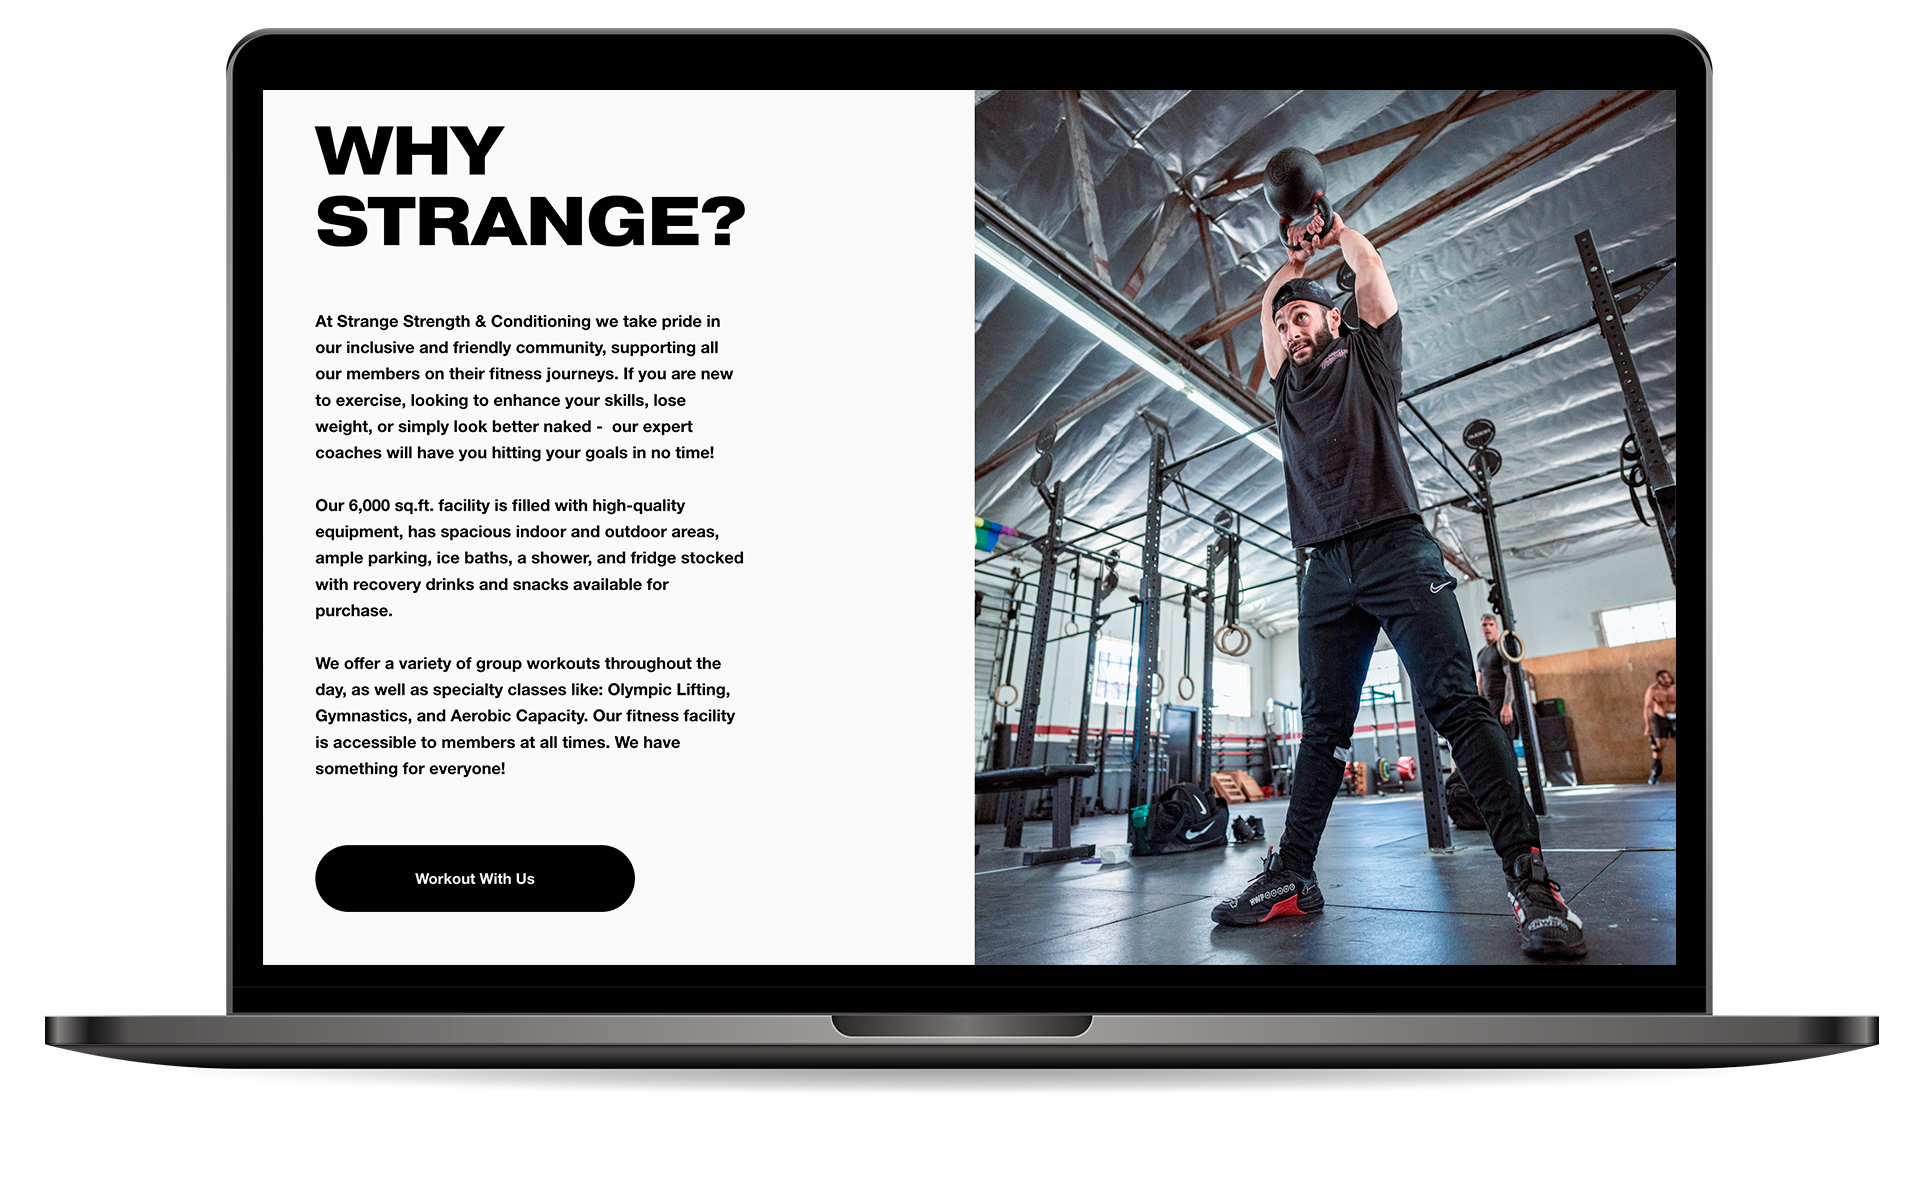 WHY
STRANGE?
At Strange Strength & Conditioning we take pride in
our inclusive and friendly community, supporting all
our members on their fitness journeys. If you are new
to exercise, looking to enhance your skills, lose
weight, or simply look better naked -  our expert
coaches will have you hitting your goals in no time!
Our 6,000 sq.ft. facility is filled with high-quality
equipment, has spacious indoor and outdoor areas,
ample parking, ice baths, a shower, and fridge stocked
with recovery drinks and snacks available for
purchase.
We offer a variety of group workouts throughout the
day, as well as specialty classes like: Olympic Lifting,
Gymnastics, and Aerobic Capacity. Our fitness facility
is accessible to members at all times. We have
something for everyone!
Workout With Us